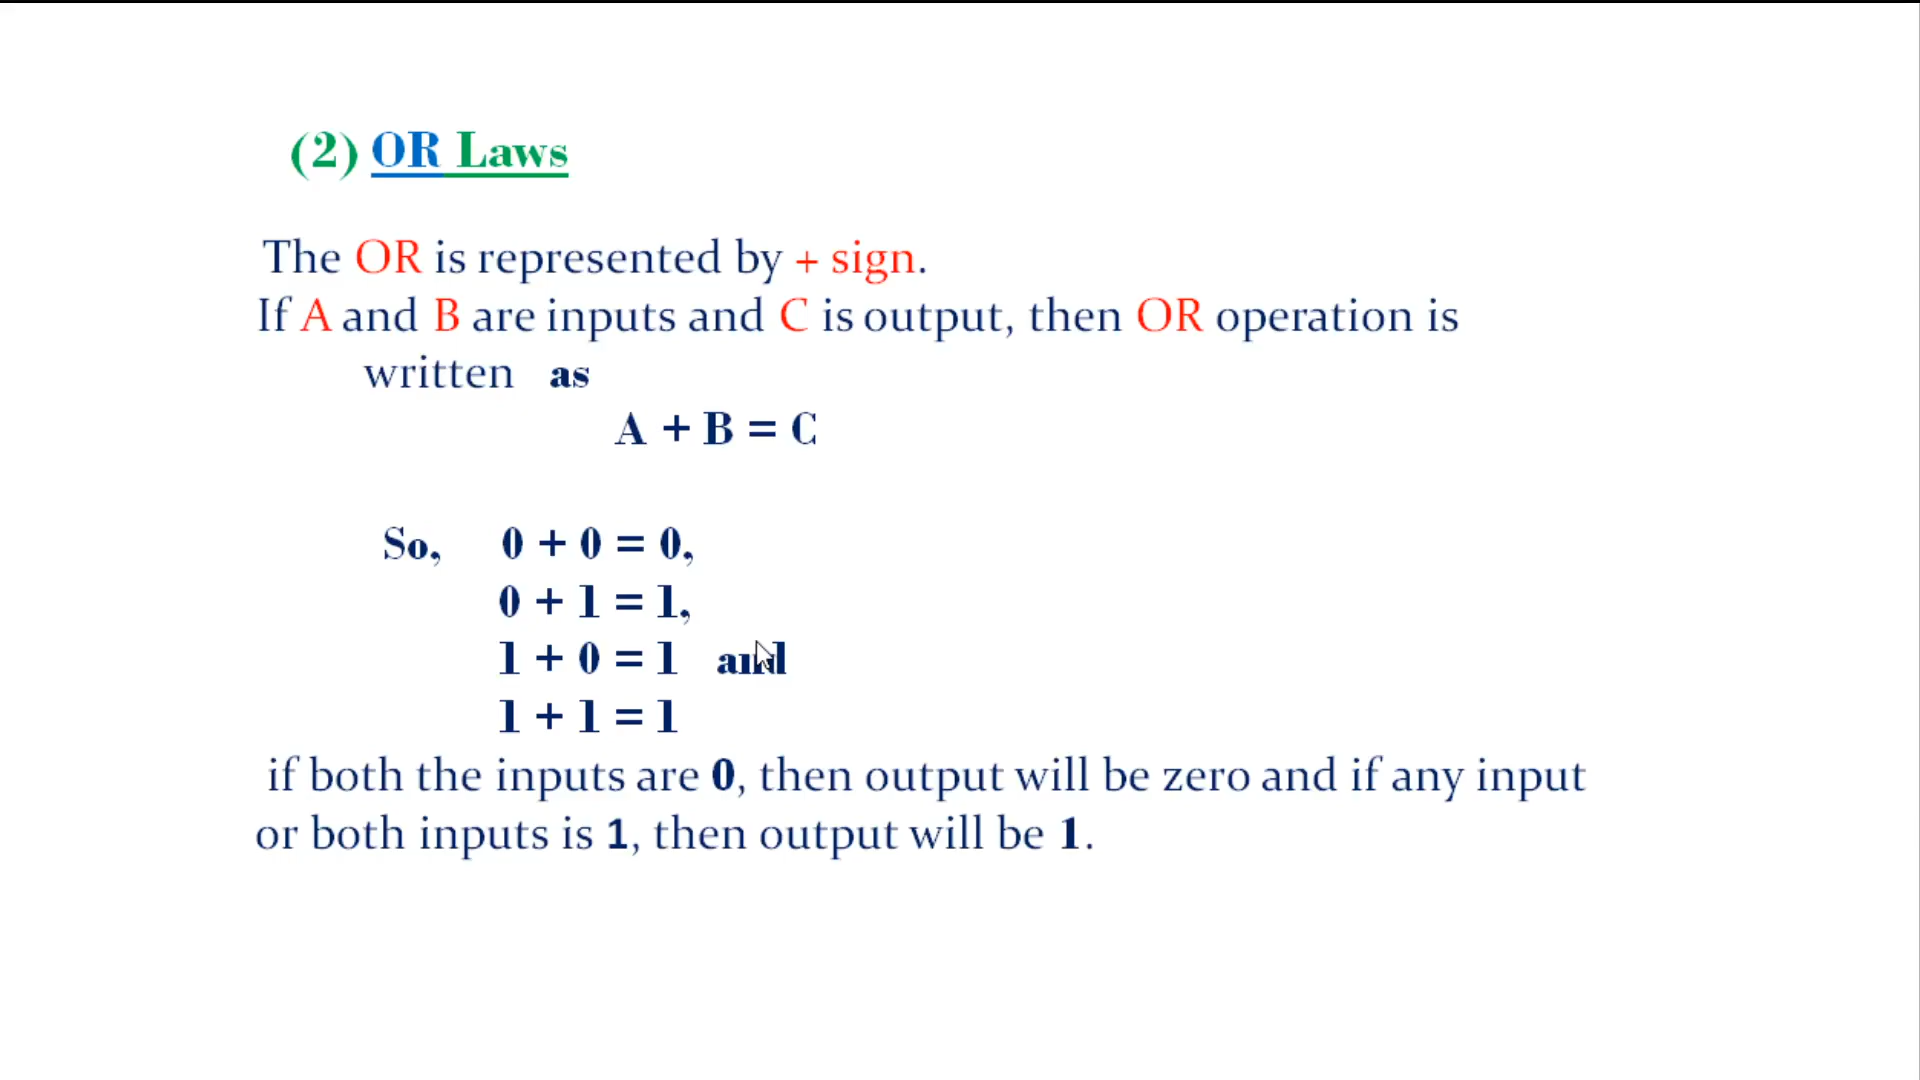 (2) OR Laws
The OR is represented by + sign.
If A and B are inputs and C is output, then OR operation is
written as
A + B = C
So, 0 + 0 = 0,
0 + 1 = 1,
1 + 0 = 1 and
1 + 1 = 1
if both the inputs are 0, then output will be zero and if any input
or both inputs is 1, then output will be 1.